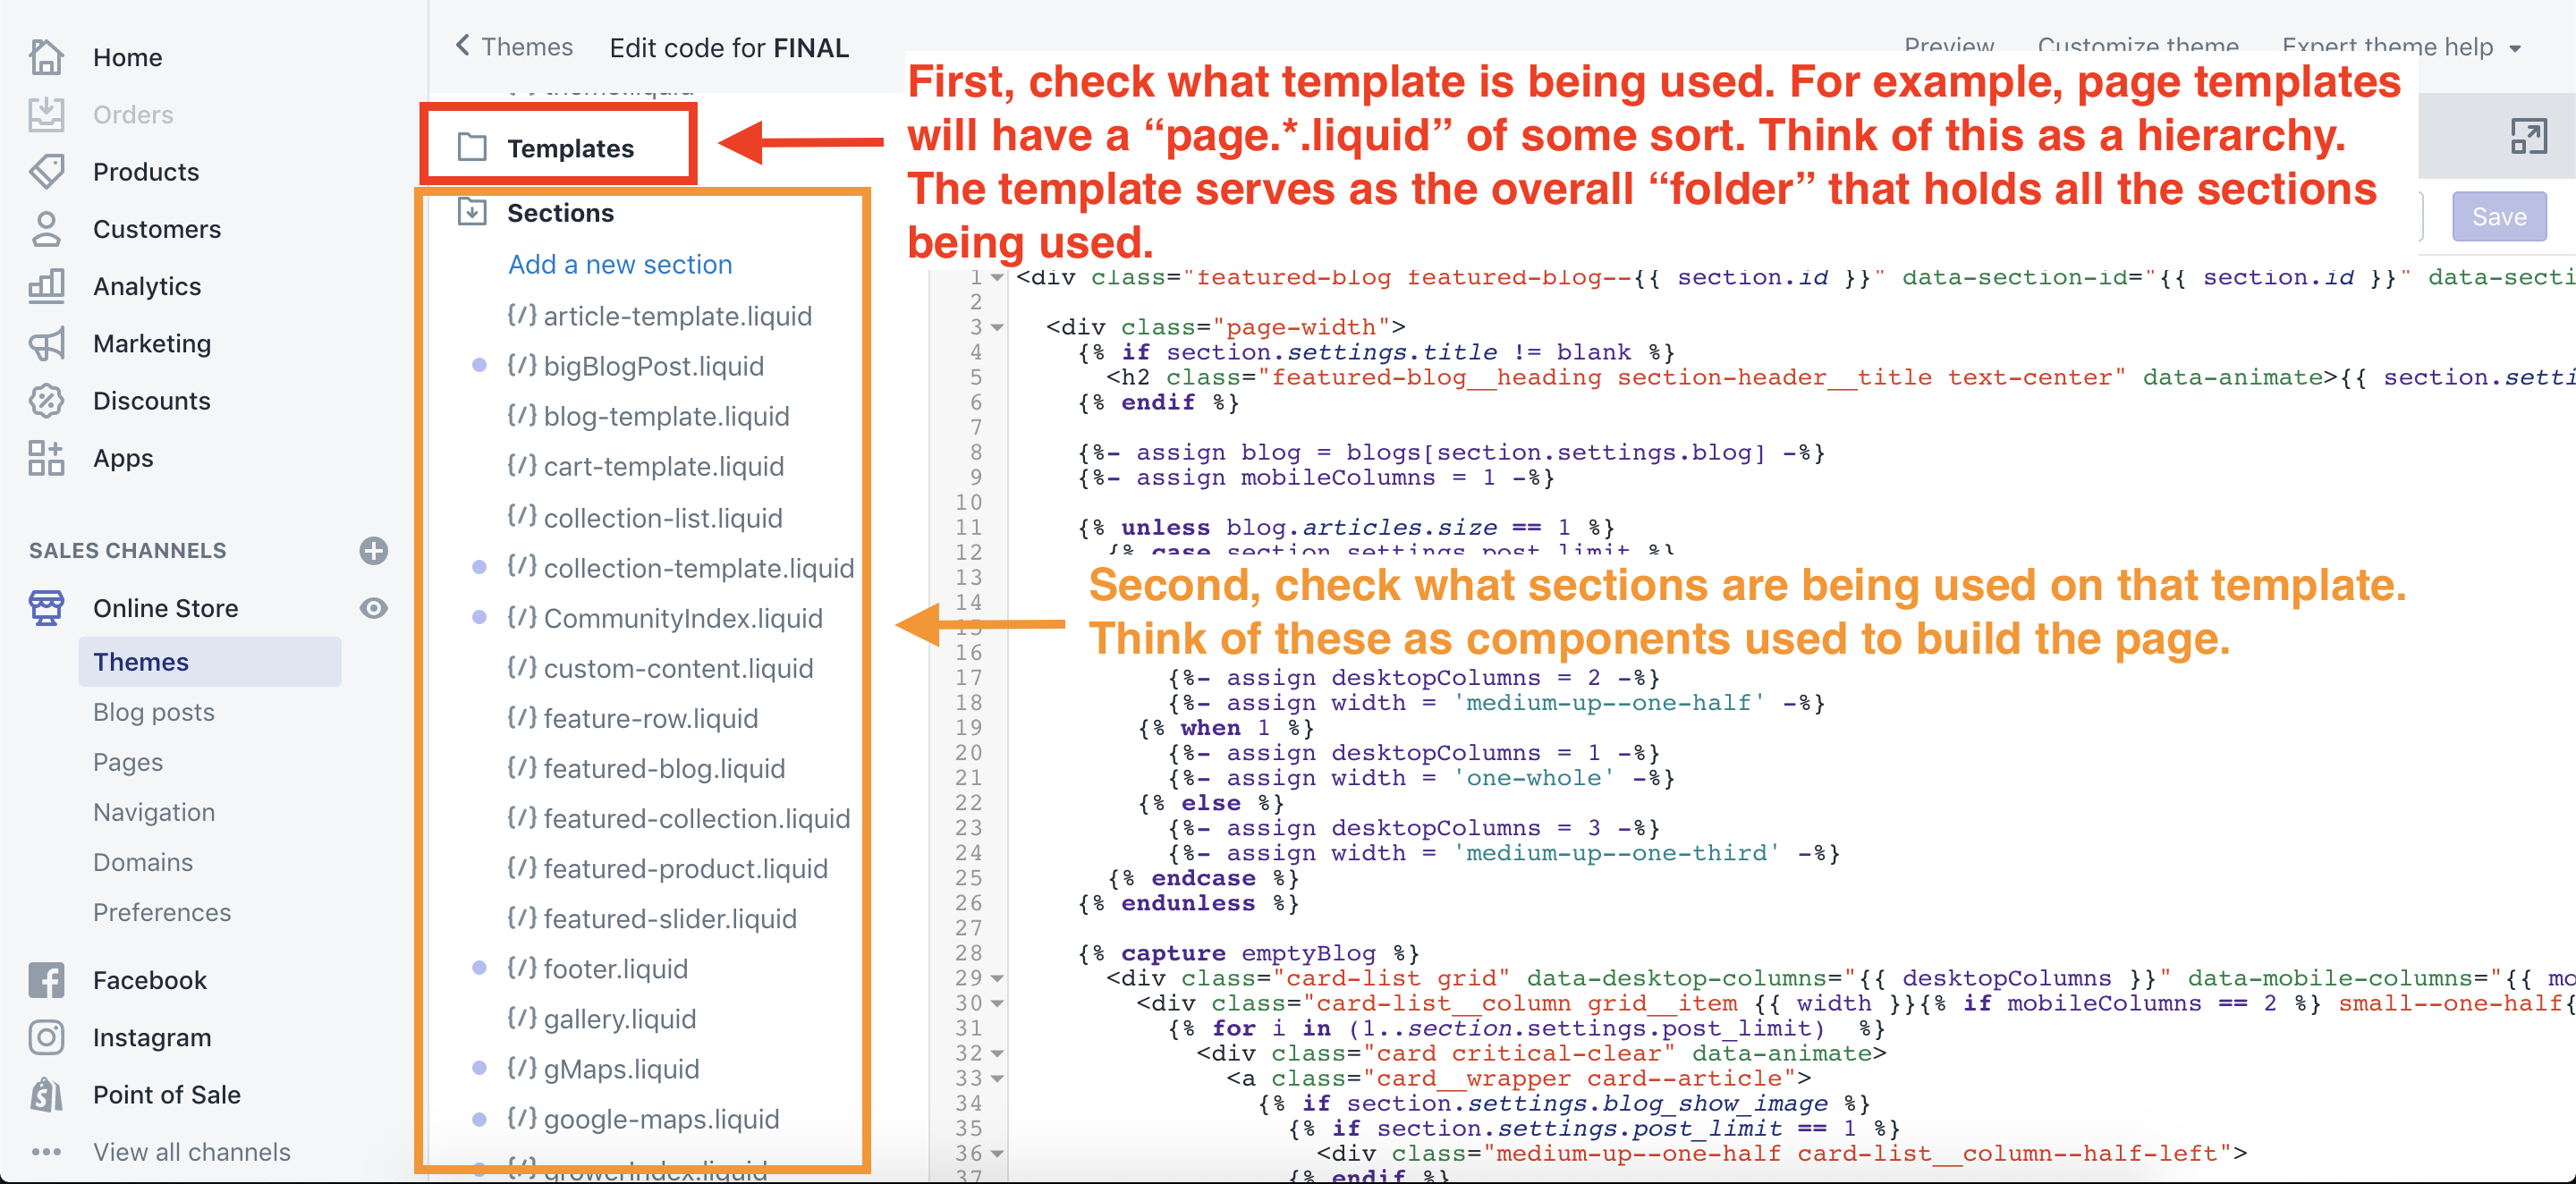 Home
Orders
Products
Customers
Analytics
Marketing
Discounts
Apps
SALES CHANNELS
Online Store
Themes
Blog posts
Pages
Navigation
Domains
Preferences
Facebook
Instagram
Point of Sale
View all channels
Themes
Edit code for FINAL
Preview
Customize theme
Expert theme help
theme.liquid
Templates
Sections
Add a new section
{/} article-template.liquid
{/} bigBlogPost.liquid
{/} blog-template.liquid
{/} cart-template.liquid
{/} collection-list.liquid
{/} collection-template.liquid
{/} CommunityIndex.liquid
{/} custom-content.liquid
{/} feature-row.liquid
{/} featured-blog.liquid
{/} featured-collection.liquid
{/} featured-product.liquid
{/} featured-slider.liquid
{/} footer.liquid
{/} gallery.liquid
{/} gMaps.liquid
{/} google-maps.liquid
{/} growerIndex.liquid
First, check what template is being used. For example, page templates
will have a “page.*.liquid” of some sort. Think of this as a hierarchy.
The template serves as the overall “folder” that holds all the sections
being used.
Save
1 <div class="featured-blog featured-blog--{{ section.id }}" data-section-id="{{ section.id }}" data-secti
2
3 <div class="page-width">
4 {% if section.settings.title != blank %}
5 <h2 class="featured-blog__heading section-header__title text-center" data-animate>{{ section.setti
6 {% endif %}
7
8 {%- assign blog = blogs[section.settings.blog] -%}
9 {%- assign mobileColumns = 1 -%}
10
11 {% unless blog.articles.size == 1 %}
12 {% case section.settings.post_limit %}
13
14
15
16
Second, check what sections are being used on that template.
Think of these as components used to build the page.
17 {%- assign desktopColumns = 2 -%}
18 {%- assign width = 'medium-up--one-half' -%}
19 {% when 1 %}
20 {%- assign desktopColumns = 1 -%}
21 {%- assign width = 'one-whole' -%}
22 {% else %}
23 {%- assign desktopColumns = 3 -%}
24 {%- assign width = 'medium-up--one-third' -%}
25 {% endcase %}
26 {% endunless %}
27
28 {% capture emptyBlog %}
29 <div class="card-list grid" data-desktop-columns="{{ desktopColumns }}" data-mobile-columns="{{ mo
30 <div class="card-list__column grid__item {{ width }}{% if mobileColumns == 2 %} small--one-half{
31 {% for i in (1..section.settings.post_limit) %}
32 <div class="card critical-clear" data-animate>
33 <a class="card__wrapper card--article">
34 {% if section.settings.blog_show_image %}
35 {% if section.settings.post_limit == 1 %}
36 <div class="medium-up--one-half card-list__column--half-left">
37 {% endif %}